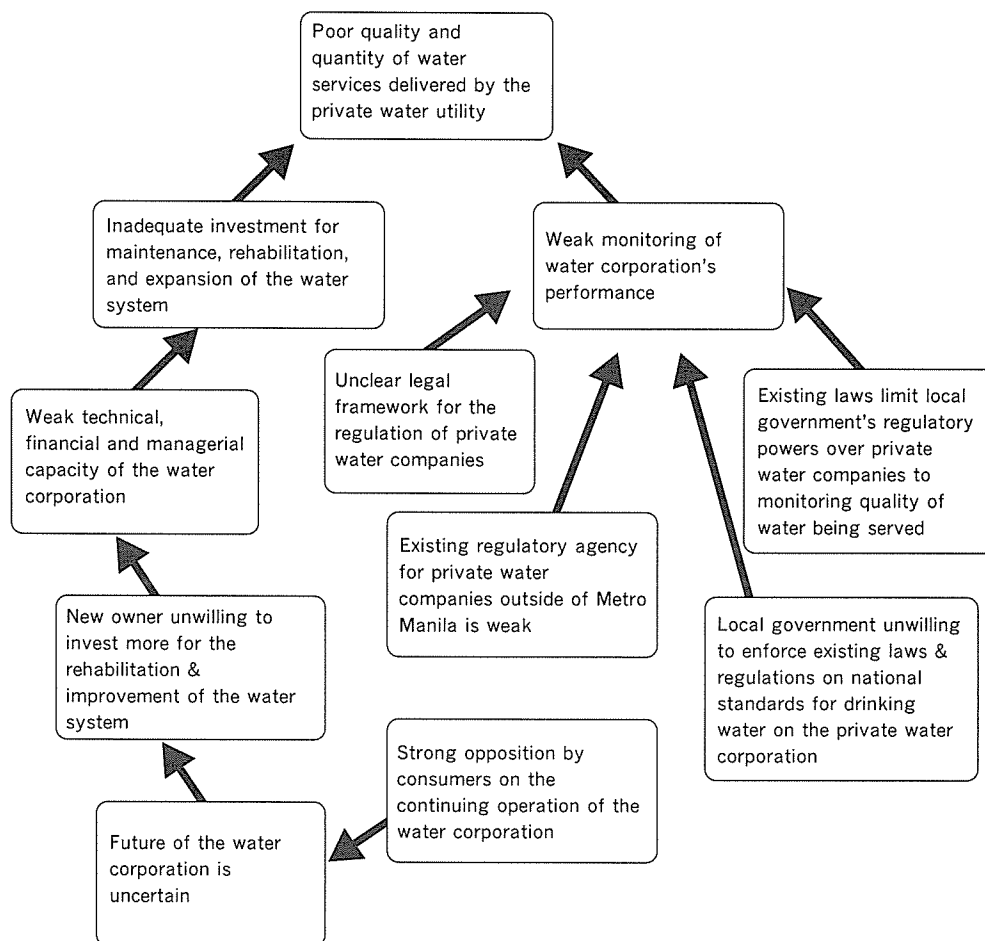 Poor quality and
quantity of water
services delivered by the
private water utility
Inadequate investment for
maintenance, rehabilitation,
and expansion of the water
system
Weak monitoring of
water corporation's
performance
Unclear legal
framework for the
regulation of private
water companies
Existing laws limit local
government's regulatory
powers over private
water companies to
monitoring quality of
water being served
Weak technical,
financial and managerial
capacity of the water
corporation
Existing regulatory agency
for private water
companies outside of Metro
Manila is weak
New owner unwilling to
invest more for the
rehabilitation &
improvement of the water
system
Local government unwilling
to enforce existing laws &
regulations on national
standards for drinking
water on the private water
corporation
Strong opposition by
consumers on the
continuing operation of the
water corporation
Future of the water
corporation is
uncertain